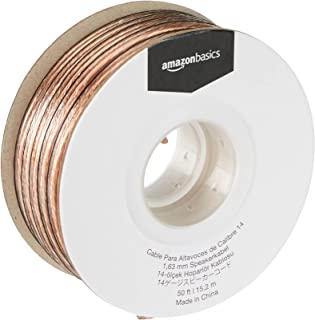 amazonbasics
Cable Para Altavoces de Calibre 14
1,63 mm Speakerkabel
14-ölçek Hoparlör Kablosu
14ゲージスピーカーコード
50 ft | 15,2 m
Made in China